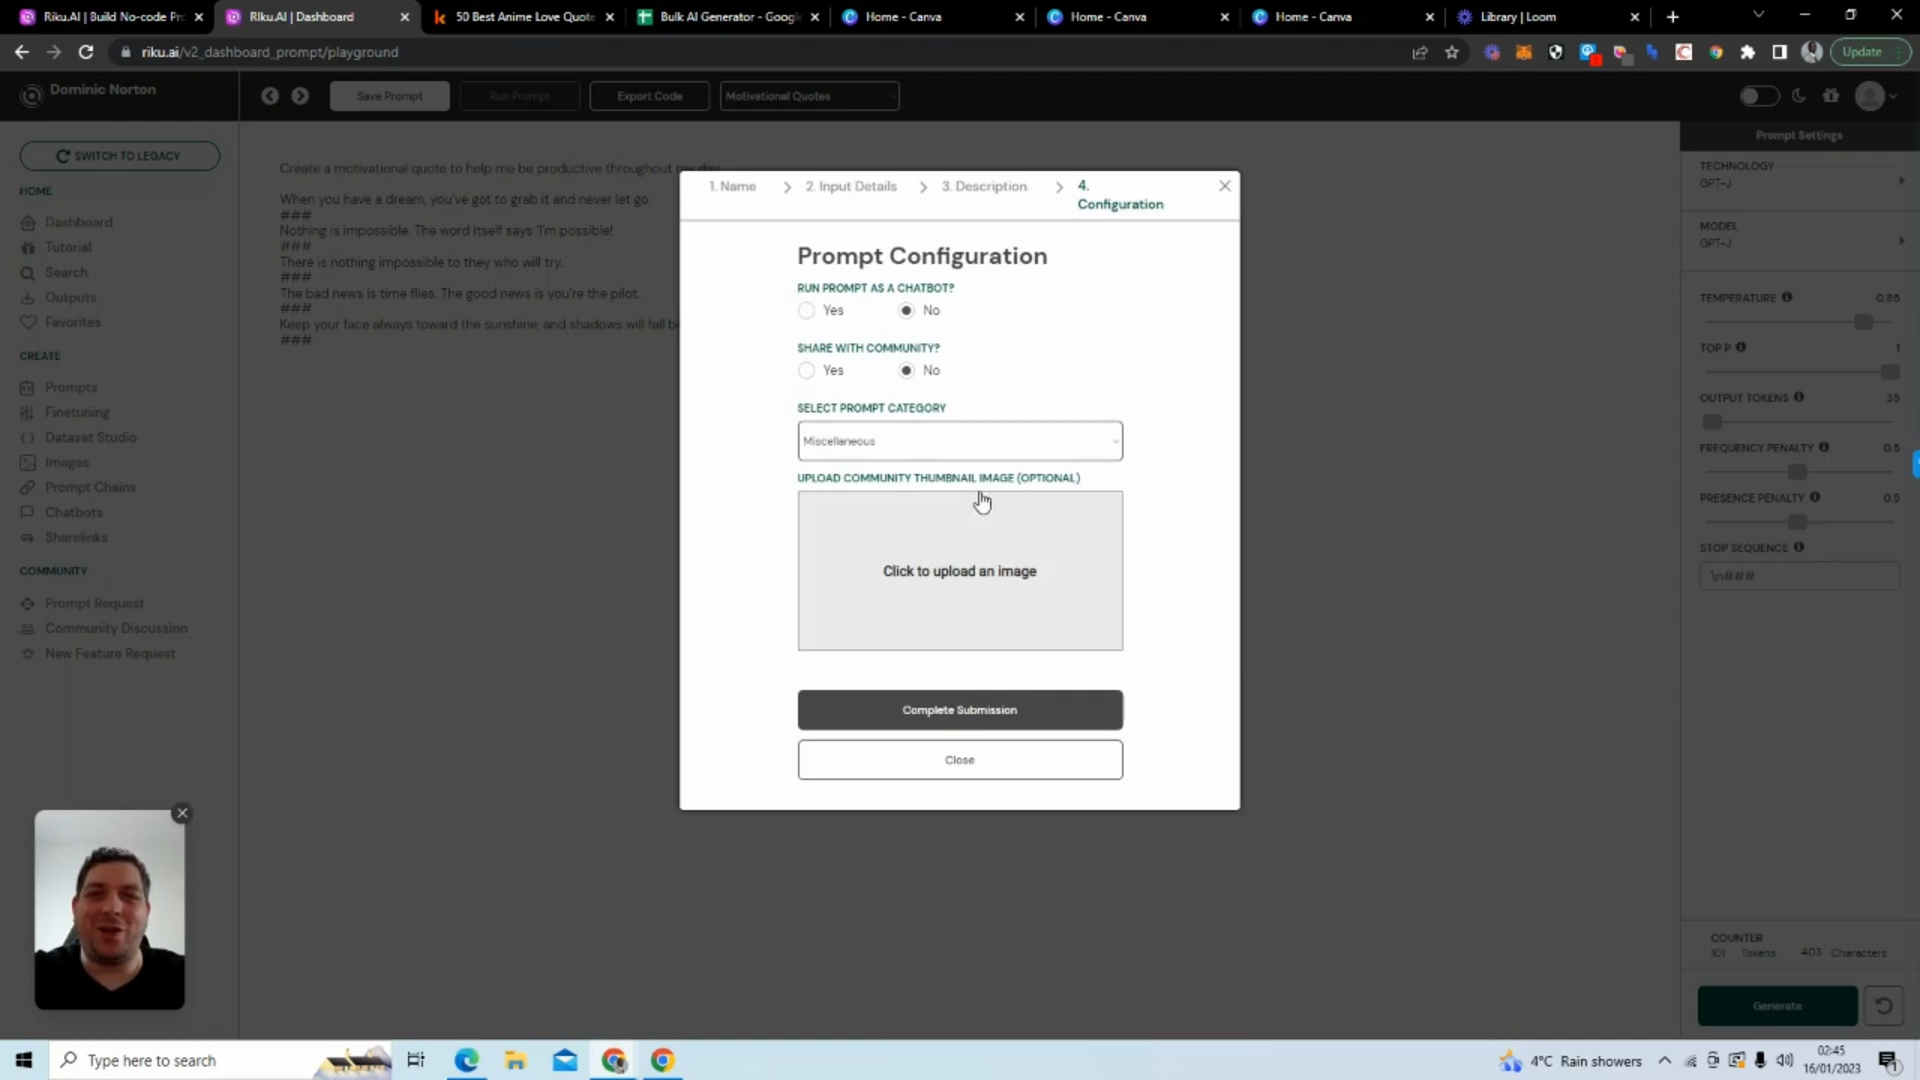 Riku.AI | Build No-code Pr
Riku.AI | Dashboard
50 Best Anime Love Quote
Bulk AI Generator - Googl
Home - Canva
Home - Canva
Home - Canva
Library | Loom
riku.ai/v2_dashboard_prompt/playground
Update
Dominic Norton
Save Prompt
Run Prompt
Export Code
Motivational Quotes
Prompt Settings
SWITCH TO LEGACY
HOME
Dashboard
Tutorial
Search
Outputs
Favorites
CREATE
Prompts
Finetuning
Dataset Studio
Images
Prompt Chains
Chatbots
Sharelinks
COMMUNITY
Prompt Request
Community Discussion
New Feature Request
Create a motivational quote to help me be productive throughout my day
When you have a dream, you've got to grab it and never let go.
###
Nothing is impossible. The word itself says 'I'm possible!
###
There is nothing impossible to they who will try.
###
The bad news is time flies. The good news is you're the pilot.
###
Keep your face always toward the sunshine, and shadows will fall be
###
1. Name
2. Input Details
3. Description
4.
Configuration
Prompt Configuration
RUN PROMPT AS A CHATBOT?
Yes No
SHARE WITH COMMUNITY?
Yes No
SELECT PROMPT CATEGORY
Miscellaneous
UPLOAD COMMUNITY THUMBNAIL IMAGE (OPTIONAL)
Click to upload an image
Complete Submission
Close
TECHNOLOGY
GPT-J
MODEL
GPT-J
TEMPERATURE 0.85
TOP P 1
OUTPUT TOKENS 35
FREQUENCY PENALTY 0.5
PRESENCE PENALTY 0.5
STOP SEQUENCE
\n###
COUNTER
101 Tokens 403 Characters
Generate
Type here to search
4°C Rain showers
02:45
16/01/2023
1